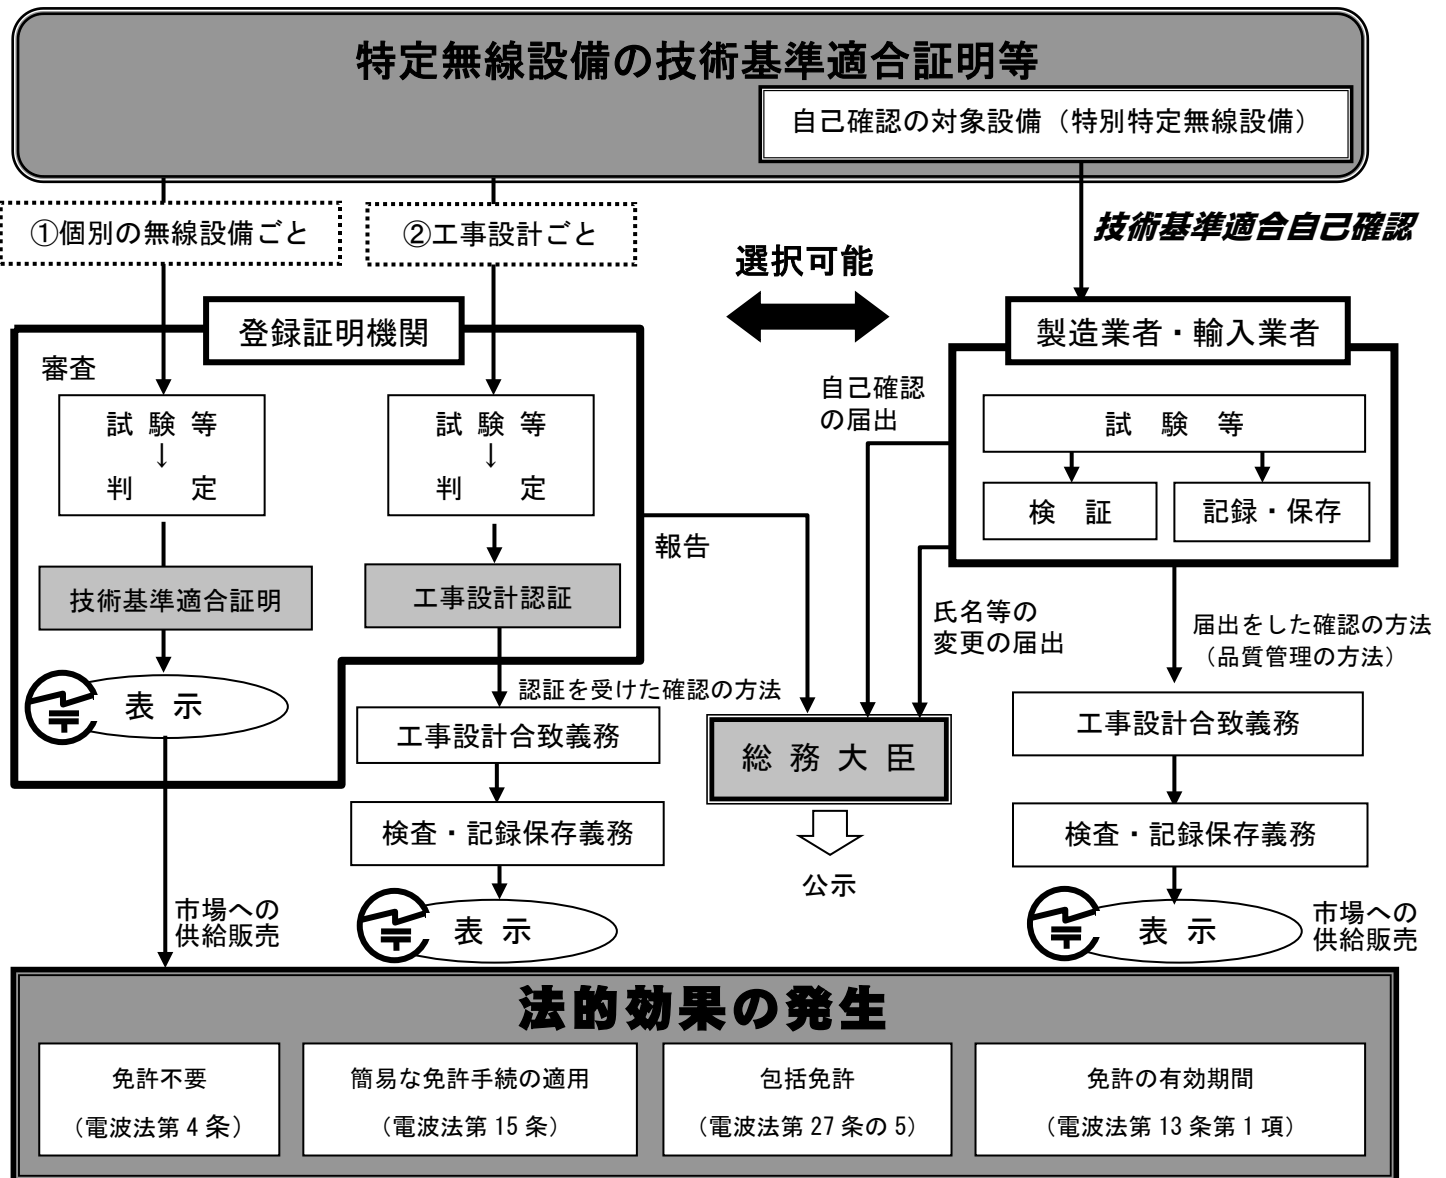 特定無線設備の技術基準適合証明等
自己確認の対象設備（特別特定無線設備）
①個別の無線設備ごと
②工事設計ごと
技術基準適合自己確認
選択可能
登録証明機関
製造業者・輸入業者
審査
試験等
↓
判定
試験等
↓
判定
自己確認
の届出
試験等
検証
記録・保存
報告
技術基準適合証明
工事設計認証
氏名等の
変更の届出
届出をした確認の方法
（品質管理の方法）
表示
認証を受けた確認の方法
工事設計合致義務
総務大臣
工事設計合致義務
検査・記録保存義務
検査・記録保存義務
公示
市場への
供給販売
表示
表示
市場への
供給販売
法的効果の発生
免許不要
（電波法第4条）
簡易な免許手続の適用
（電波法第15条）
包括免許
（電波法第27条の5）
免許の有効期間
（電波法第13条第1項）